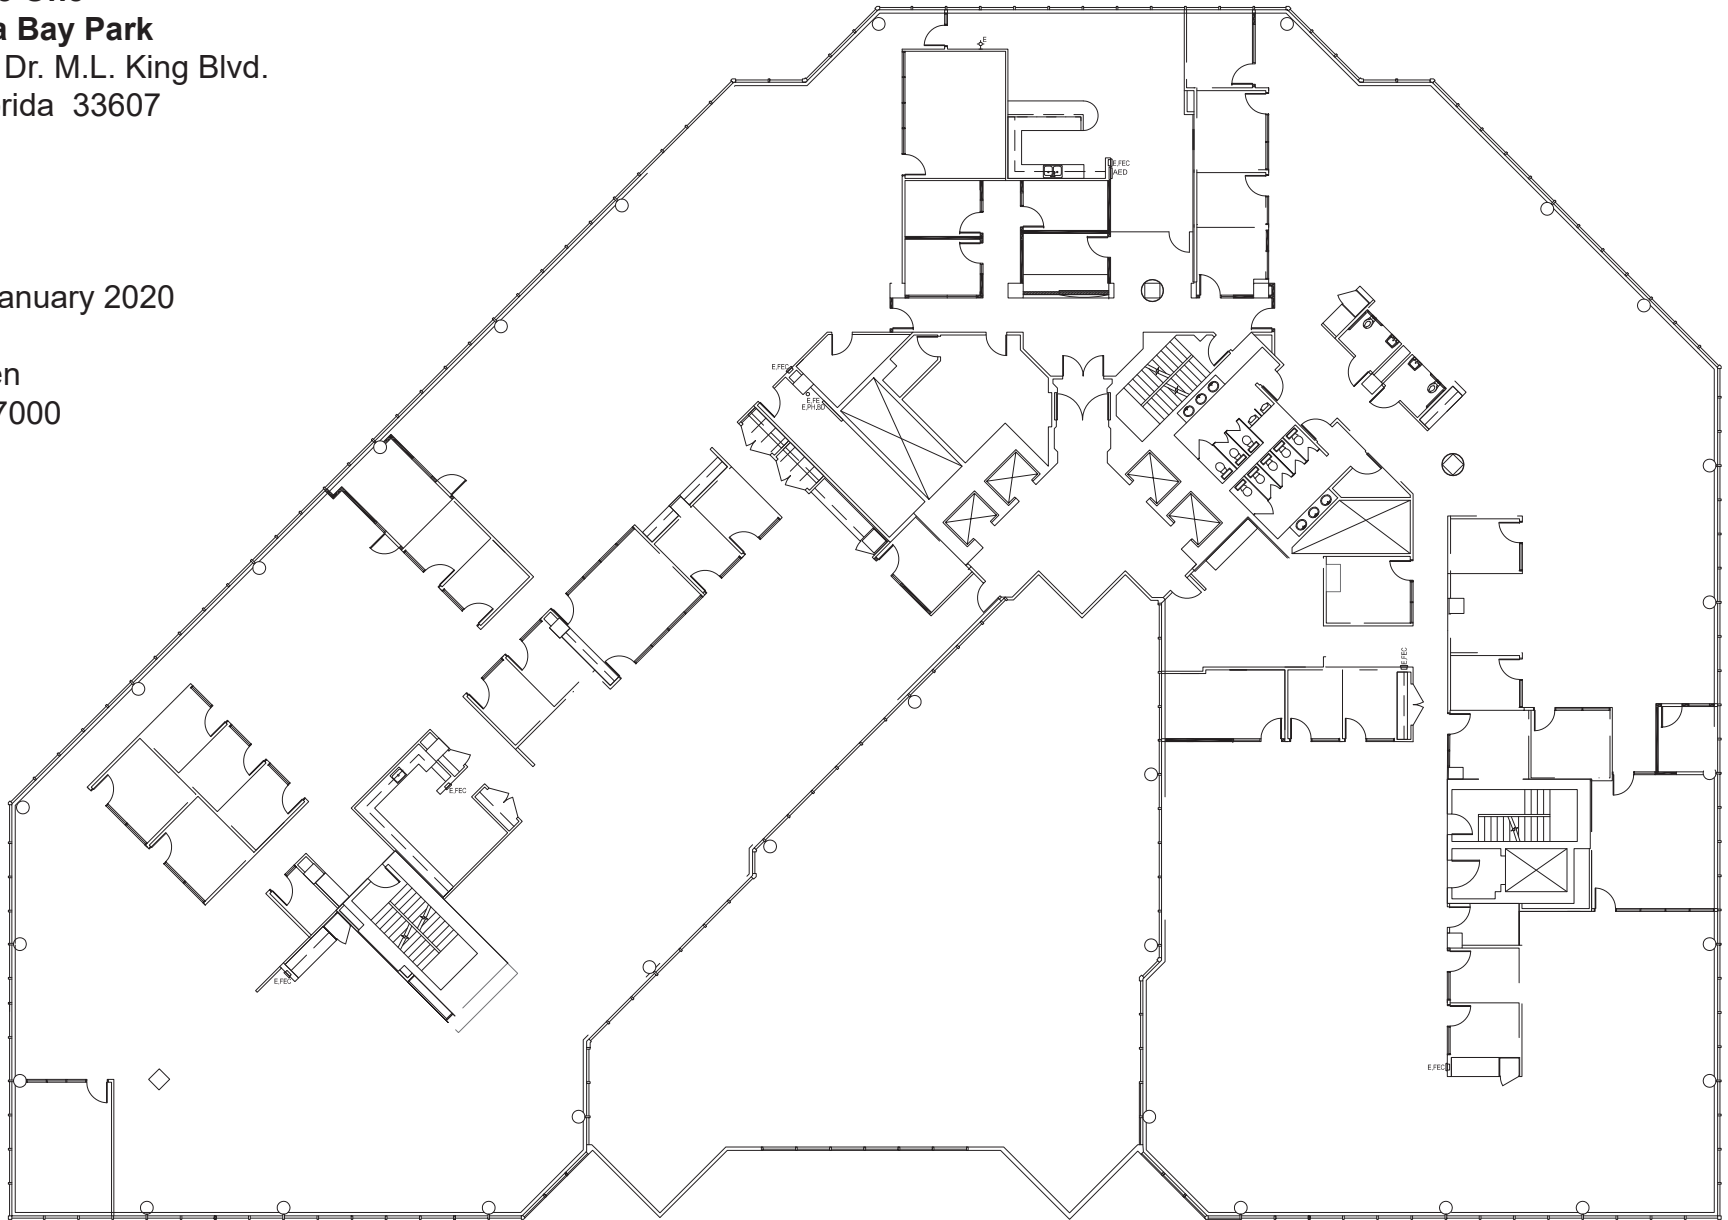 a Bay Park
Dr. M.L. King Blvd.
rida 33607
anuary 2020
en
7000
E
E,FEC
AED
E,FEC
E,FE
E,PH,BD
E,FEC
E,FEC
E,FEC
E,FEC